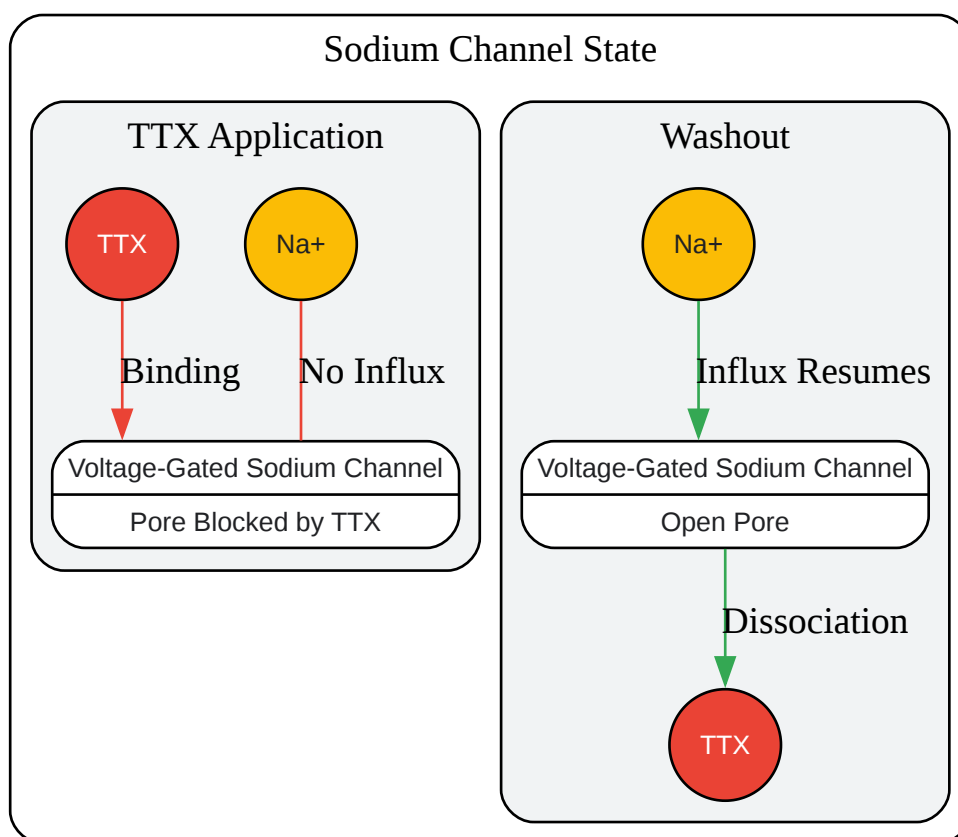 Sodium Channel State
TTX Application
TTX
Na+
Binding
No Influx
Voltage-Gated Sodium Channel
Pore Blocked by TTX
Washout
Na+
Influx Resumes
Voltage-Gated Sodium Channel
Open Pore
Dissociation
TTX